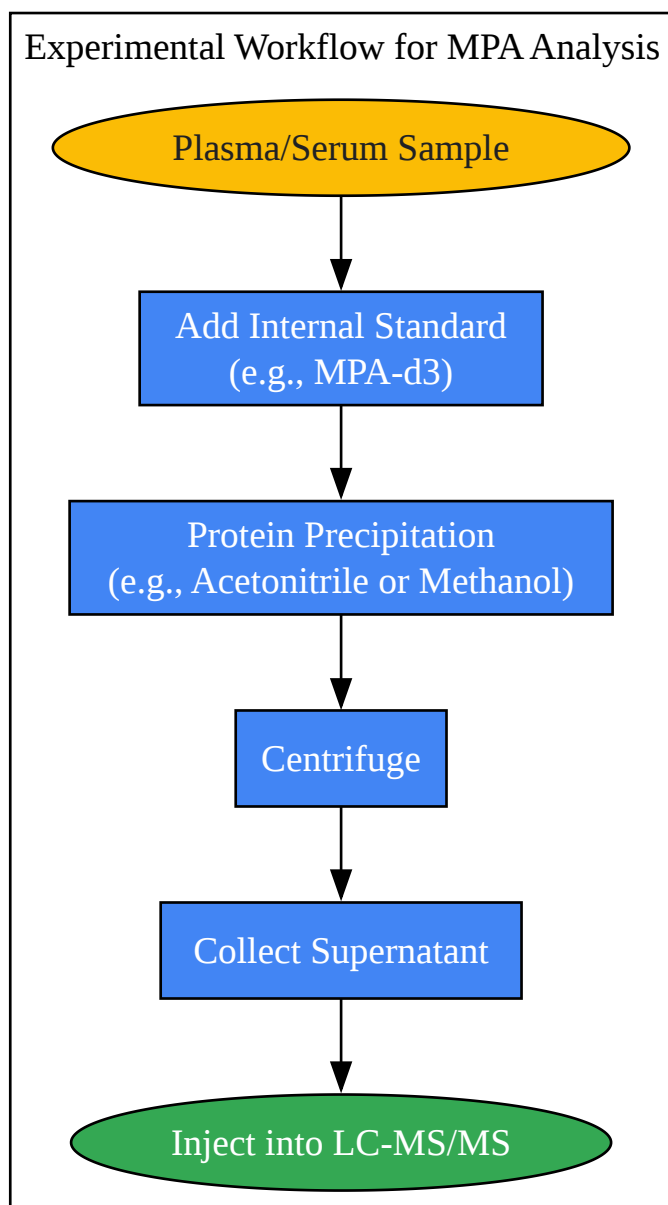 Experimental Workflow for MPA Analysis
Plasma/Serum Sample
Add Internal Standard
(e.g., MPA-d3)
Protein Precipitation
(e.g., Acetonitrile or Methanol)
Centrifuge
Collect Supernatant
Inject into LC-MS/MS